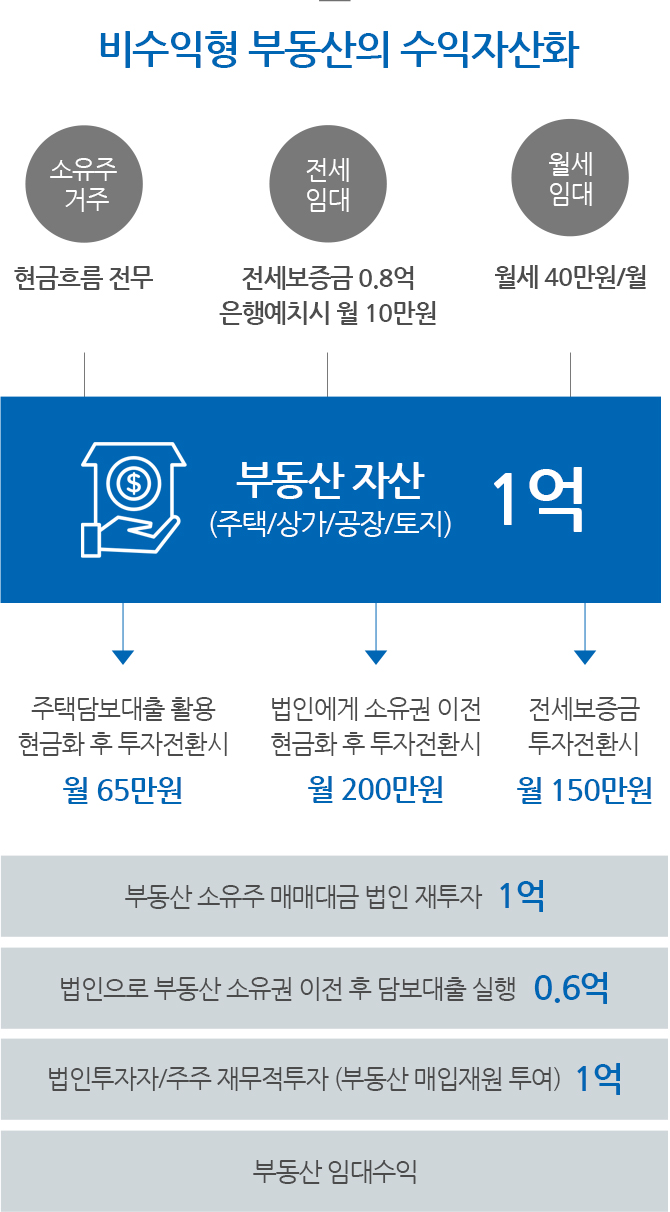 비수익형 부동산의 수익자산화
소유주
거주
전세
임대
월세
임대
현금흐름 전무
전세보증금 0.8억
은행예치시 월 10만원
월세 40만원/월
$
부동산 자산
(주택/상가/공장/토지)
1억
주택담보대출 활용
현금화 후 투자전환시
월 65만원
법인에게 소유권 이전
현금화 후 투자전환시
월 200만원
전세보증금
투자전환시
월 150만원
부동산 소유주 매매대금 법인 재투자 1억
법인으로 부동산 소유권 이전 후 담보대출 실행 0.6억
법인투자자/주주 재무적투자 (부동산 매입재원 투여) 1억
부동산 임대수익